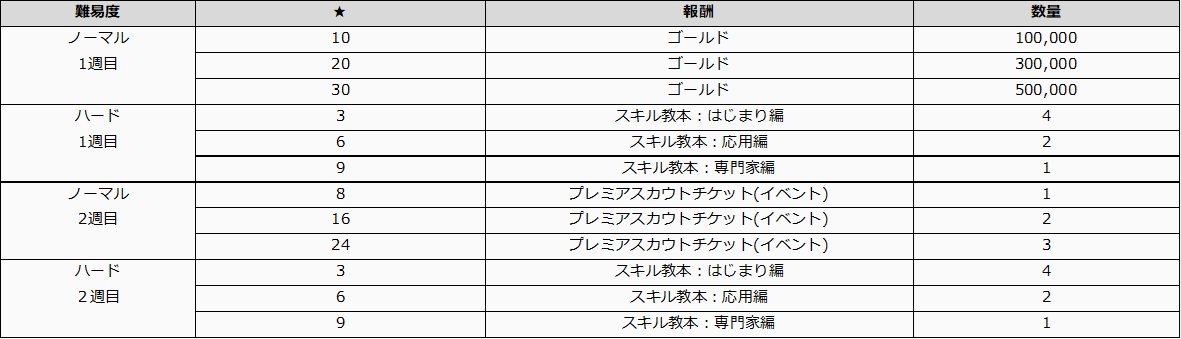 難易度 ★ 報酬 数量
ノーマル 10 ゴールド 100,000
1週目 20 ゴールド 300,000
30 ゴールド 500,000
ハード 3 スキル教本：はじまり編 4
1週目 6 スキル教本：応用編 2
9 スキル教本：専門家編 1
ノーマル 8 プレミアスカウトチケット(イベント) 1
2週目 16 プレミアスカウトチケット(イベント) 2
24 プレミアスカウトチケット(イベント) 3
ハード 3 スキル教本：はじまり編 4
２週目 6 スキル教本：応用編 2
9 スキル教本：専門家編 1